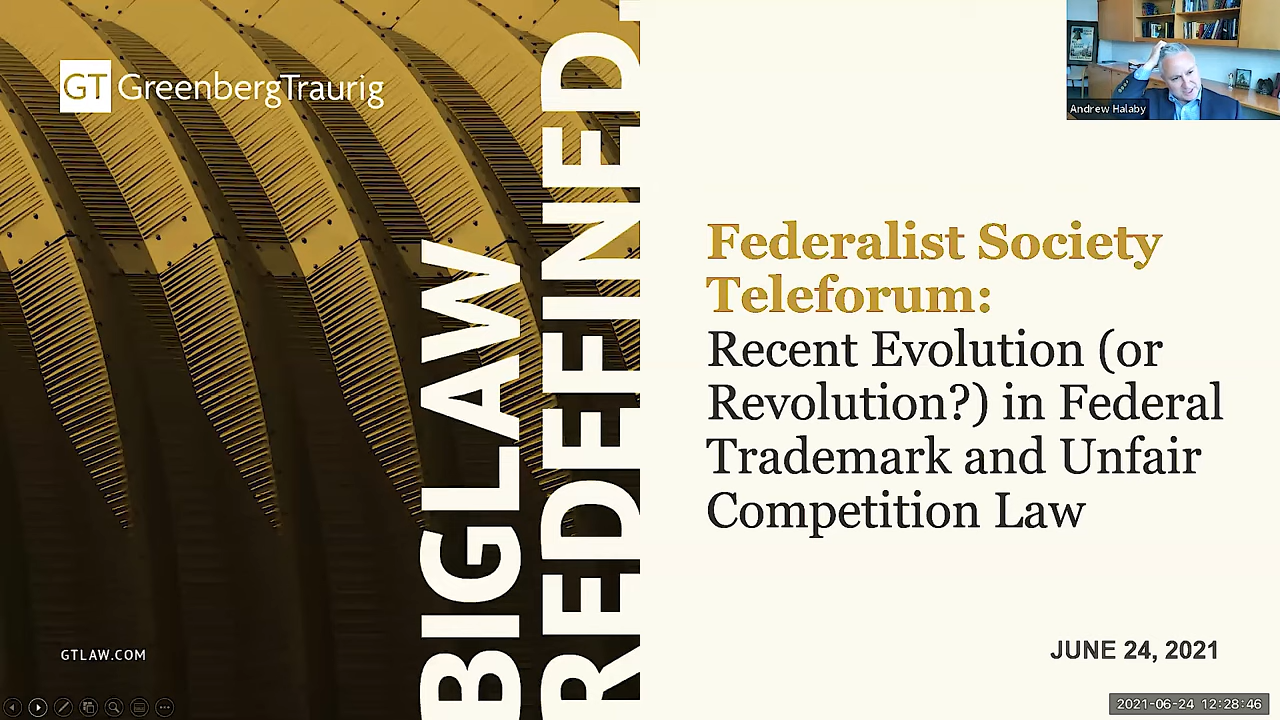 GT GreenbergTraurig
BIGLAW
REDEFINED
GTLAW.COM
Andrew Halaby
Federalist Society
Teleforum:
Recent Evolution (or
Revolution?) in Federal
Trademark and Unfair
Competition Law
JUNE 24, 2021
2021-06-24 12:28:46